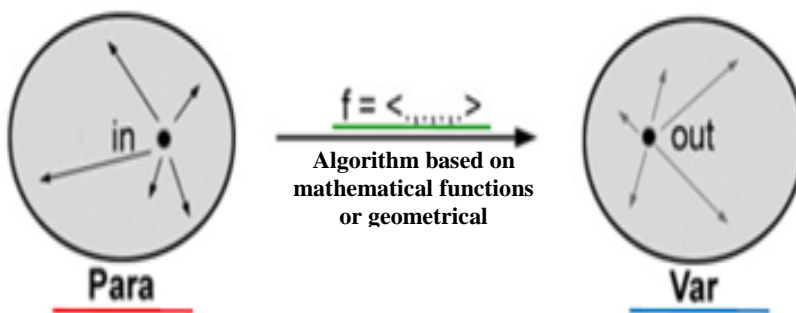 in
f = <,,,,,,>
Algorithm based on
mathematical functions
or geometrical
out
Para
Var